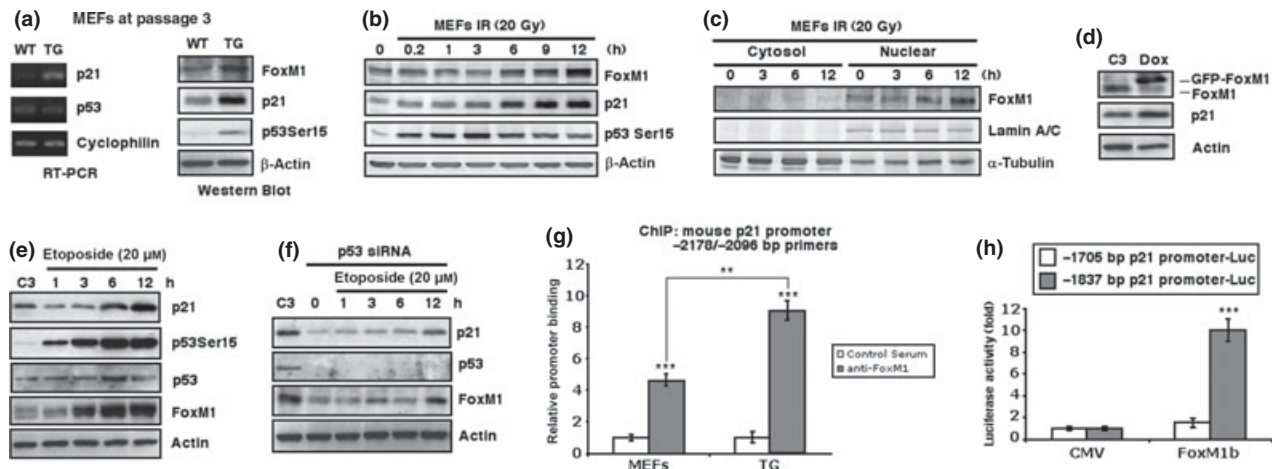 (a)
MEFs at passage 3
WT TG
p21
p53
Cyclophilin
RT-PCR
WT TG
FoxM1
p21
p53Ser15
β-Actin
Western Blot
(b)
MEFs IR (20 Gy)
0 0.2 1 3 6 9 12 (h)
FoxM1
p21
p53 Ser15
β-Actin
(c)
MEFs IR (20 Gy)
Cytosol Nuclear
0 3 6 12 0 3 6 12 (h)
FoxM1
Lamin A/C
α-Tubulin
(d)
C3 Dox
GFP-FoxM1
FoxM1
p21
Actin
(e)
Etoposide (20 μM)
C3 1 3 6 12 h
p21
p53Ser15
p53
FoxM1
Actin
(f)
p53 siRNA
Etoposide (20 μM)
C3 0 1 3 6 12 h
p21
p53
FoxM1
Actin
(g)
ChIP: mouse p21 promoter
–2178/–2096 bp primers
Relative promoter binding
12
10
8
6
4
2
0
**
***
***
Control Serum
anti-FoxM1
MEFs TG
(h)
–1705 bp p21 promoter-Luc
–1837 bp p21 promoter-Luc
Luciferase activity (fold)
12
10
8
6
4
2
0
***
CMV FoxM1b